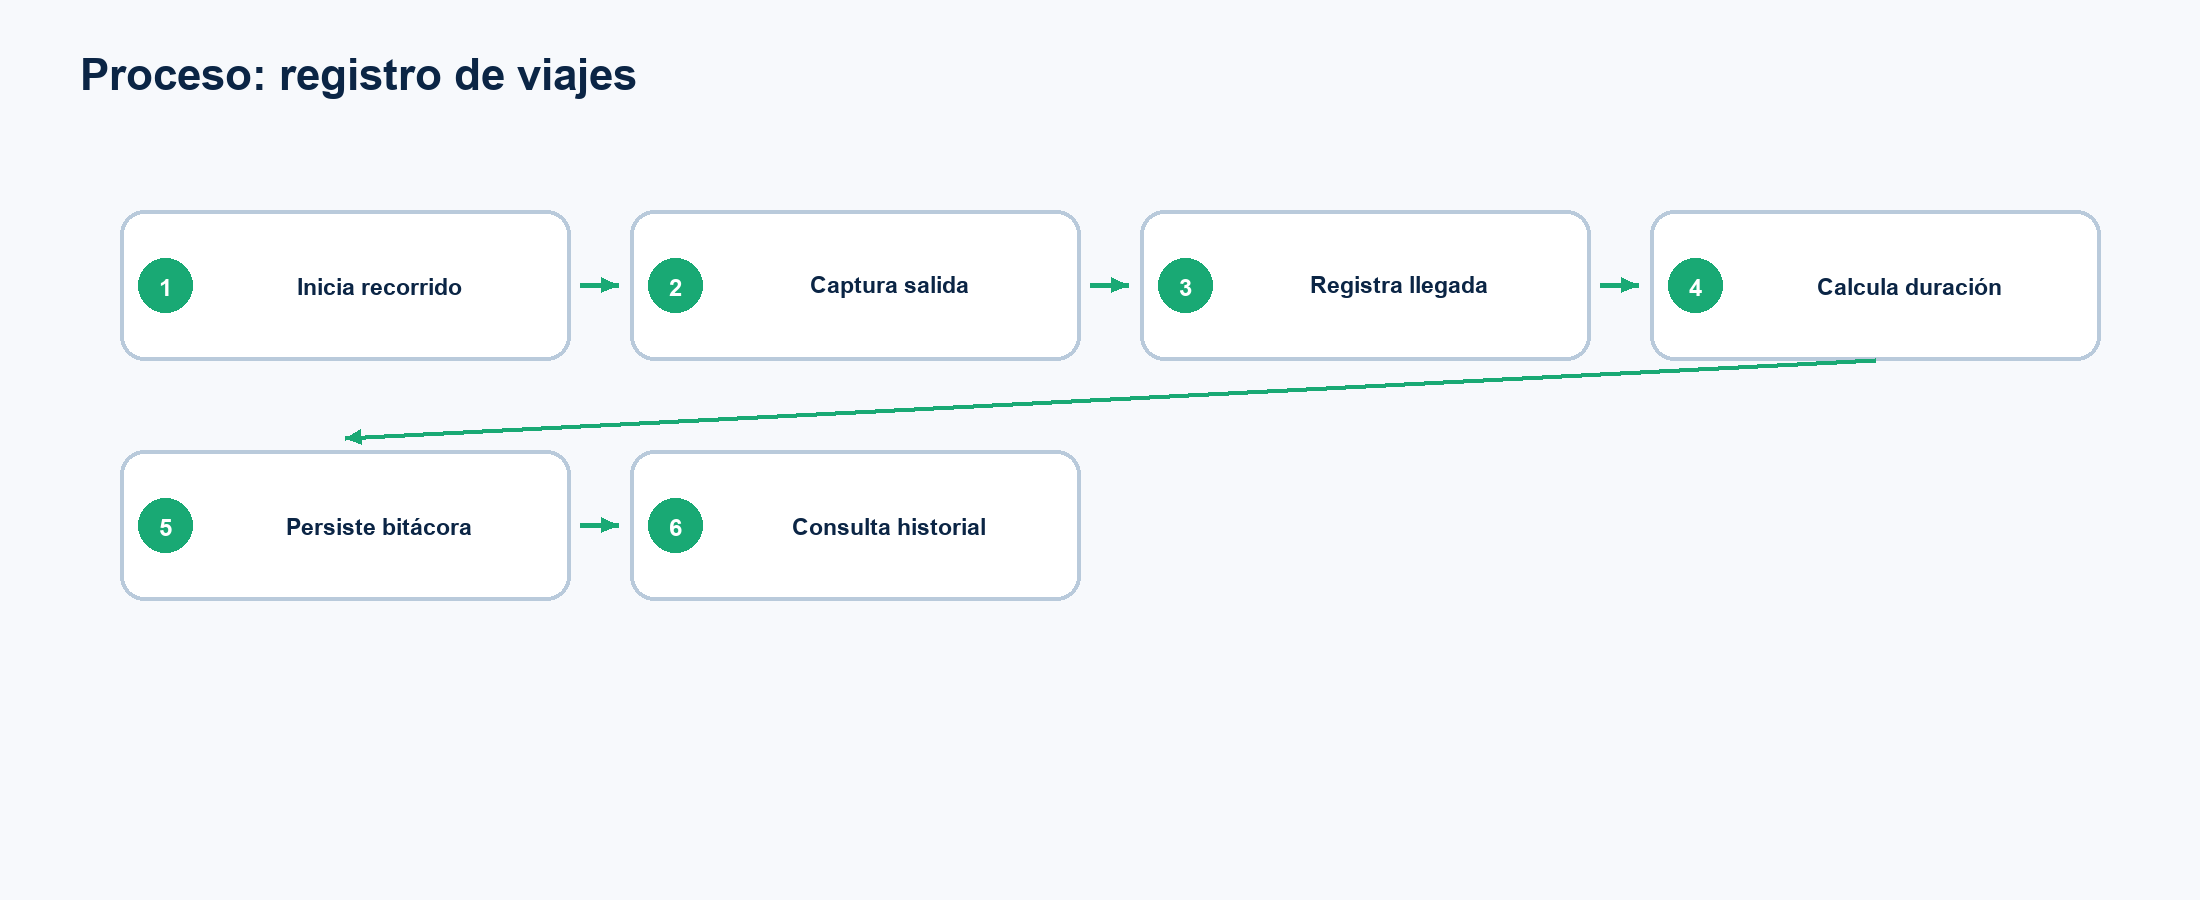 Proceso: registro de viajes
1 Inicia recorrido
2 Captura salida
3 Registra llegada
4 Calcula duración
5 Persiste bitácora
6 Consulta historial